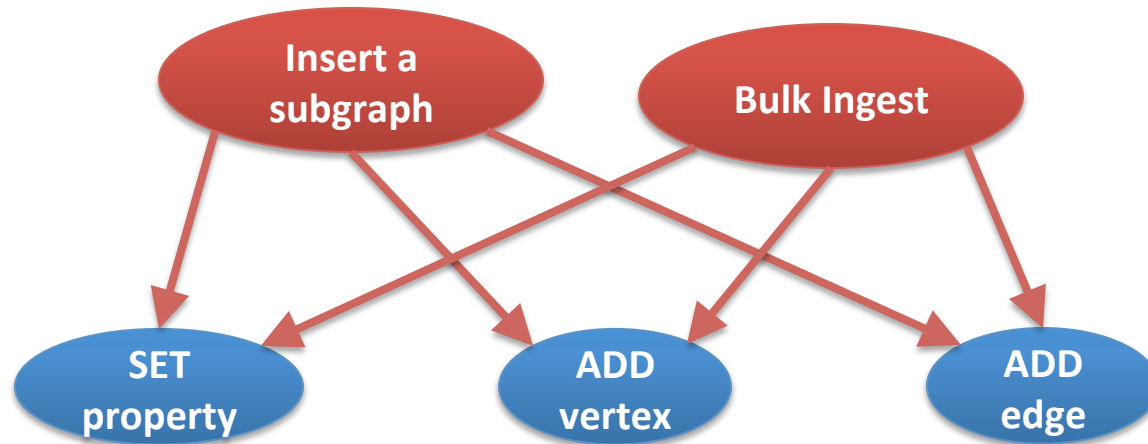 Insert a
subgraph
Bulk Ingest
SET
property
ADD
vertex
ADD
edge